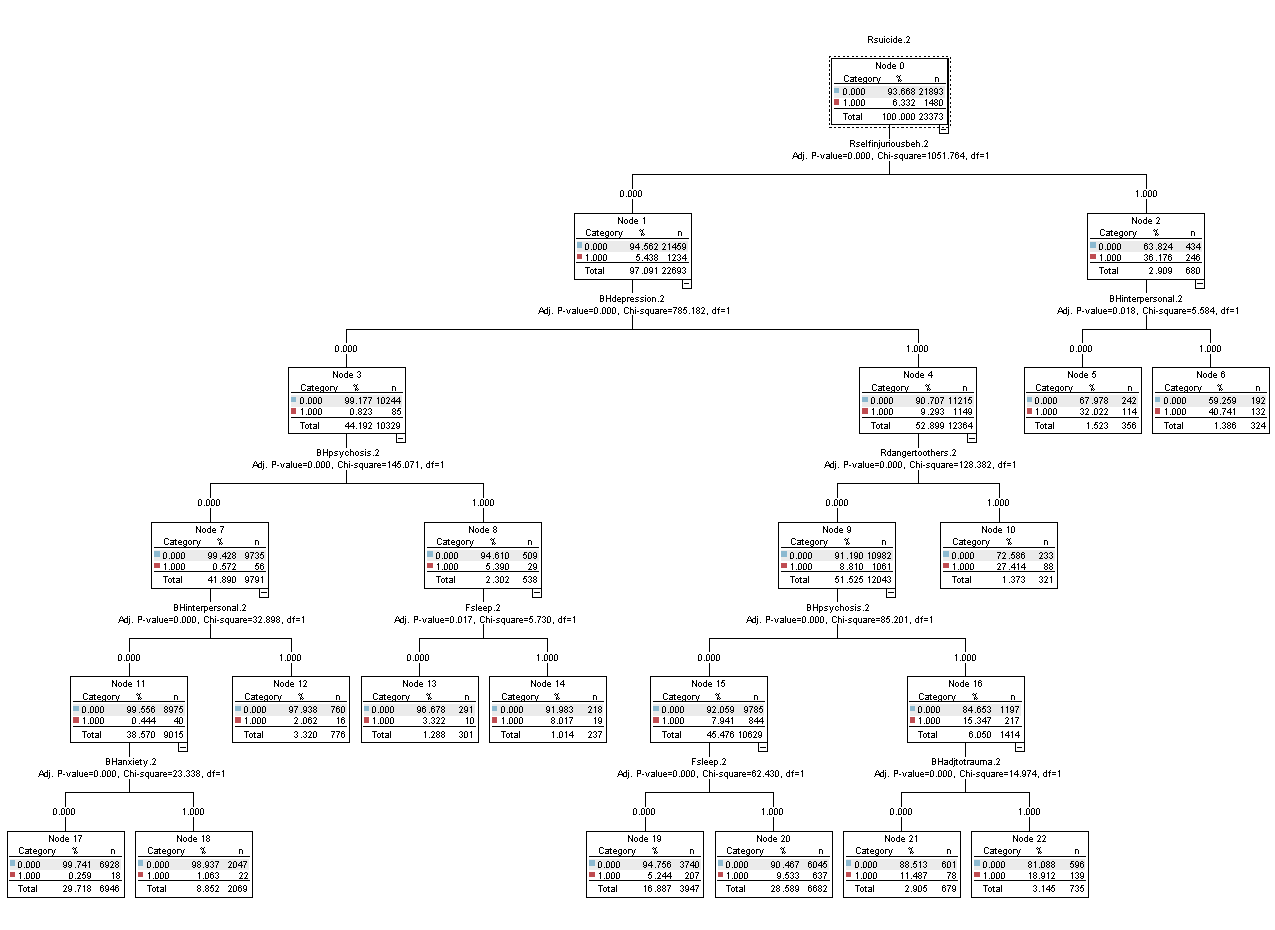 Rsuicide.2
Node 0
Category % n
0.000 93.668 21893
1.000 6.332 1480
Total 100.000 23373
Rselfinjuriousbeh.2
Adj. P-value=0.000, Chi-square=1051.764, df=1
0.000 1.000
Node 1
Category % n
0.000 94.562 21459
1.000 5.438 1234
Total 97.091 22693
Node 2
Category % n
0.000 63.824 434
1.000 36.176 246
Total 2.909 680
BHdepression.2
Adj. P-value=0.000, Chi-square=785.182, df=1
BHinterpersonal.2
Adj. P-value=0.018, Chi-square=5.584, df=1
0.000 1.000 0.000 1.000
Node 3
Category % n
0.000 99.177 10244
1.000 0.823 85
Total 44.192 10329
Node 4
Category % n
0.000 90.707 11215
1.000 9.293 1149
Total 52.899 12364
Node 5
Category % n
0.000 67.978 242
1.000 32.022 114
Total 1.523 356
Node 6
Category % n
0.000 59.259 192
1.000 40.741 132
Total 1.386 324
BHpsychosis.2
Adj. P-value=0.000, Chi-square=145.071, df=1
Rdangertoothers.2
Adj. P-value=0.000, Chi-square=128.382, df=1
0.000 1.000 0.000 1.000
Node 7
Category % n
0.000 99.428 9735
1.000 0.572 56
Total 41.890 9791
Node 8
Category % n
0.000 94.610 509
1.000 5.390 29
Total 2.302 538
Node 9
Category % n
0.000 91.190 10982
1.000 8.810 1061
Total 51.525 12043
Node 10
Category % n
0.000 72.586 233
1.000 27.414 88
Total 1.373 321
BHinterpersonal.2
Adj. P-value=0.000, Chi-square=32.898, df=1
Fsleep.2
Adj. P-value=0.017, Chi-square=5.730, df=1
BHpsychosis.2
Adj. P-value=0.000, Chi-square=85.201, df=1
0.000 1.000 0.000 1.000 0.000 1.000
Node 11
Category % n
0.000 99.556 8975
1.000 0.444 40
Total 38.570 9015
Node 12
Category % n
0.000 97.938 760
1.000 2.062 16
Total 3.320 776
Node 13
Category % n
0.000 96.678 291
1.000 3.322 10
Total 1.288 301
Node 14
Category % n
0.000 91.983 218
1.000 8.017 19
Total 1.014 237
Node 15
Category % n
0.000 92.059 9785
1.000 7.941 844
Total 45.476 10629
Node 16
Category % n
0.000 84.653 1197
1.000 15.347 217
Total 6.050 1414
BHanxiety.2
Adj. P-value=0.000, Chi-square=23.338, df=1
Fsleep.2
Adj. P-value=0.000, Chi-square=62.430, df=1
BHadjtotrauma.2
Adj. P-value=0.000, Chi-square=14.974, df=1
0.000 1.000 0.000 1.000 0.000 1.000
Node 17
Category % n
0.000 99.741 6928
1.000 0.259 18
Total 29.718 6946
Node 18
Category % n
0.000 98.937 2047
1.000 1.063 22
Total 8.852 2069
Node 19
Category % n
0.000 94.756 3740
1.000 5.244 207
Total 16.887 3947
Node 20
Category % n
0.000 90.467 6045
1.000 9.533 637
Total 28.589 6682
Node 21
Category % n
0.000 88.513 601
1.000 11.487 78
Total 2.905 679
Node 22
Category % n
0.000 81.088 596
1.000 18.912 139
Total 3.145 735